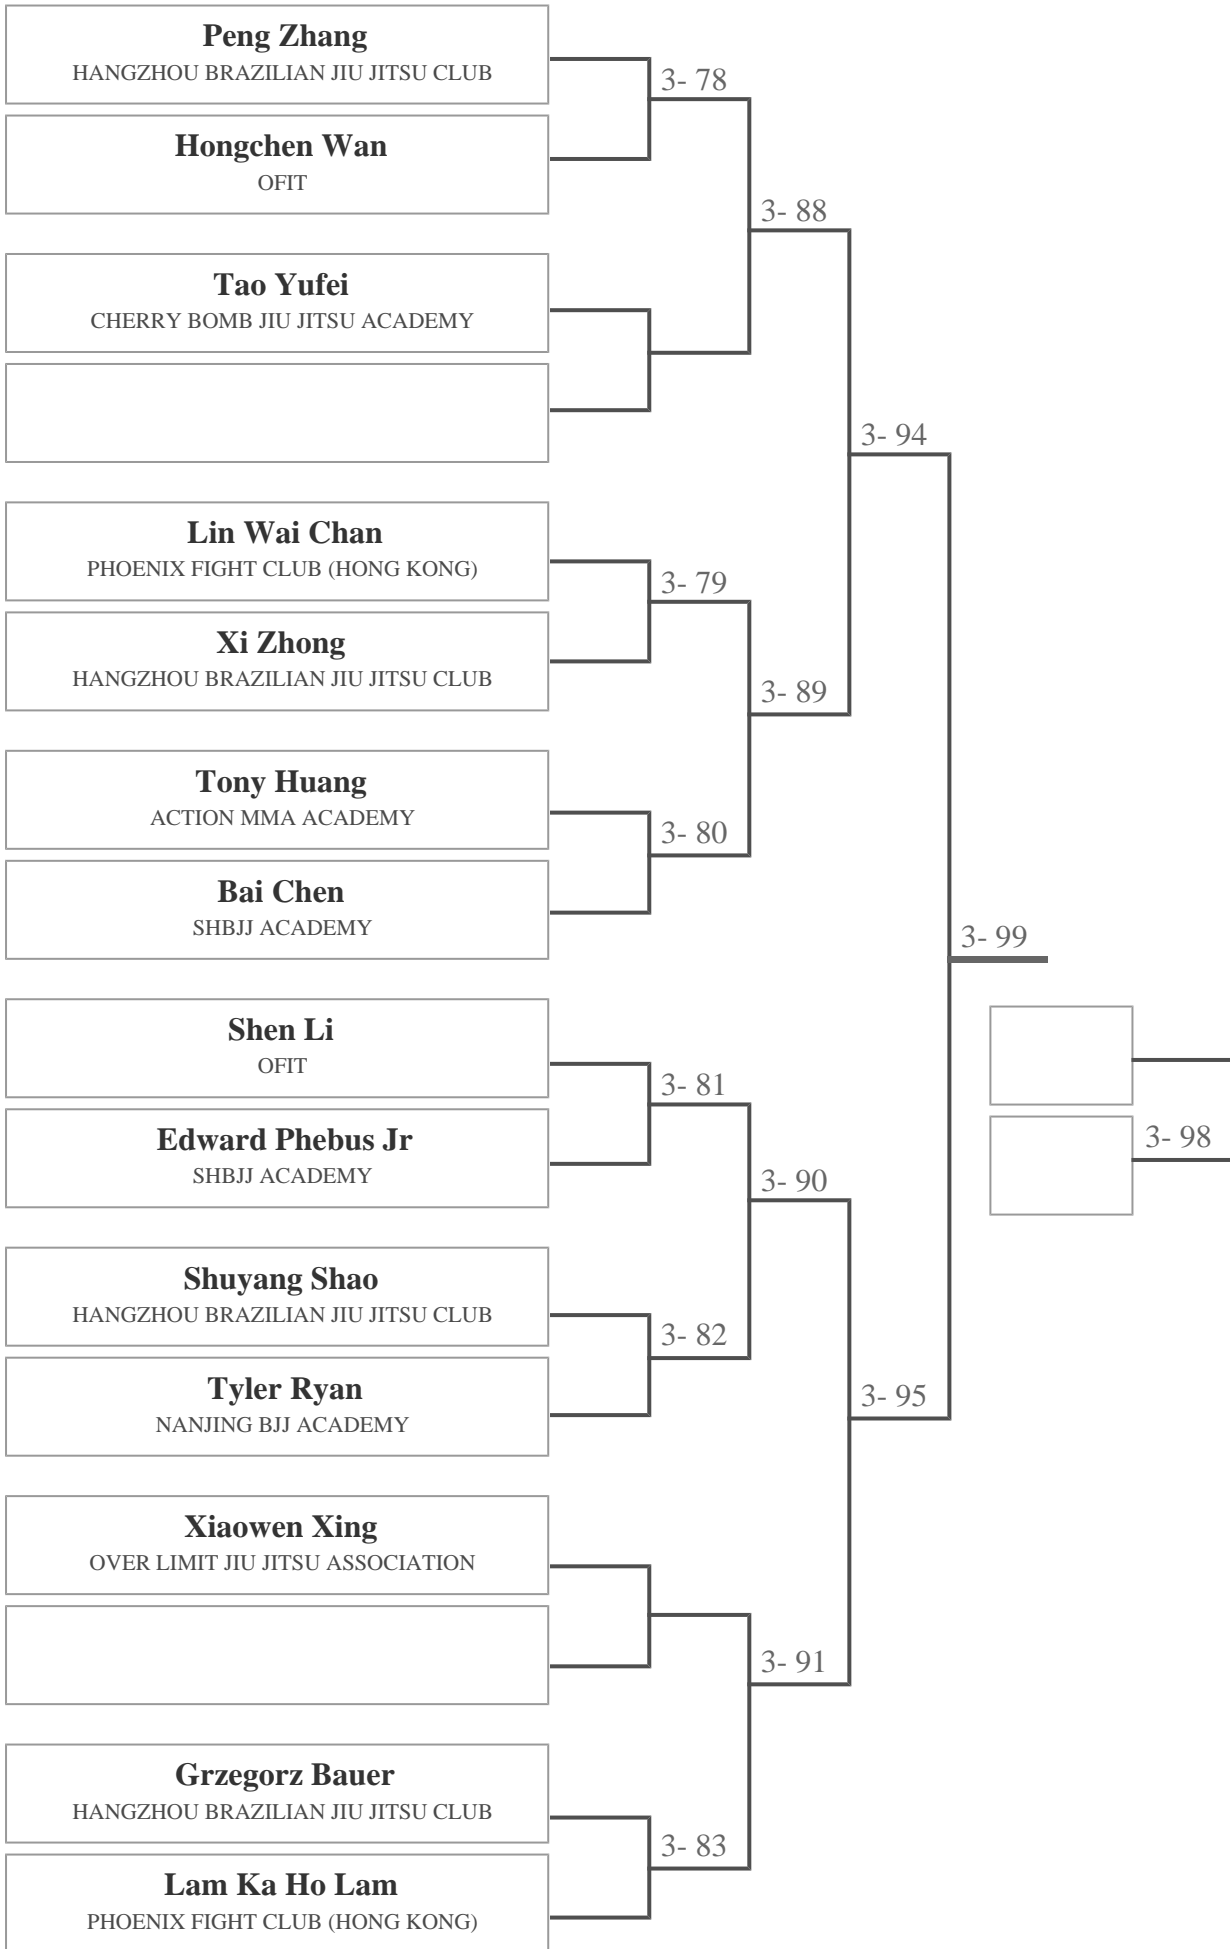 Peng Zhang
HANGZHOU BRAZILIAN JIU JITSU CLUB
3- 78
Hongchen Wan
OFIT
3- 88
Tao Yufei
CHERRY BOMB JIU JITSU ACADEMY
3- 94
Lin Wai Chan
PHOENIX FIGHT CLUB (HONG KONG)
3- 79
Xi Zhong
HANGZHOU BRAZILIAN JIU JITSU CLUB
3- 89
Tony Huang
ACTION MMA ACADEMY
3- 80
Bai Chen
SHBJJ ACADEMY
3- 99
Shen Li
OFIT
3- 81
Edward Phebus Jr
SHBJJ ACADEMY
3- 98
3- 90
Shuyang Shao
HANGZHOU BRAZILIAN JIU JITSU CLUB
3- 82
Tyler Ryan
NANJING BJJ ACADEMY
3- 95
Xiaowen Xing
OVER LIMIT JIU JITSU ASSOCIATION
3- 91
Grzegorz Bauer
HANGZHOU BRAZILIAN JIU JITSU CLUB
3- 83
Lam Ka Ho Lam
PHOENIX FIGHT CLUB (HONG KONG)